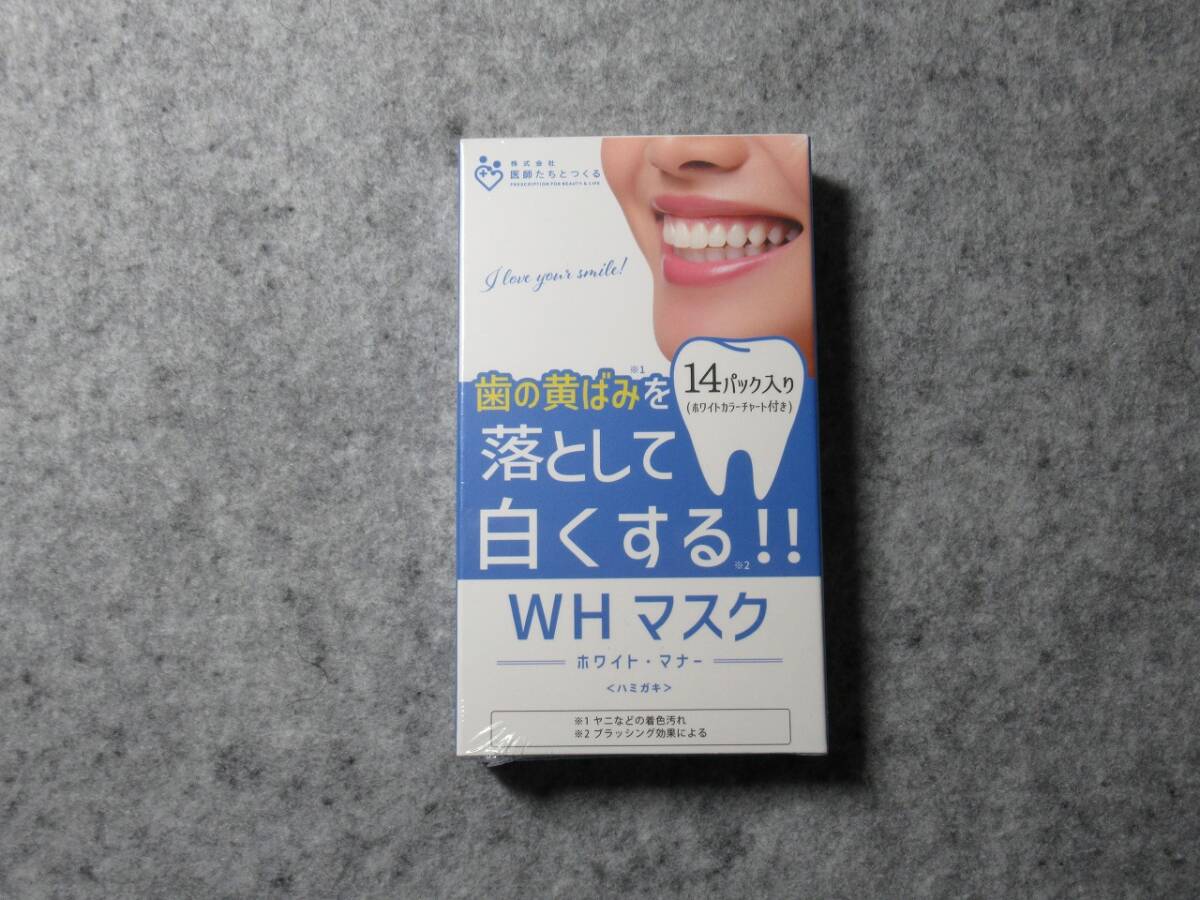 株式会社
医師たちとつくる
PRESCRIPTION FOR BEAUTY & LIFE
I love your smile!
歯の黄ばみ※1を
落として
白くする※2!!
14パック入り
(ホワイトカラーチャート付き)
WHマスク
ホワイト・マナー
<ハミガキ>
※1 ヤニなどの着色汚れ
※2 ブラッシング効果による